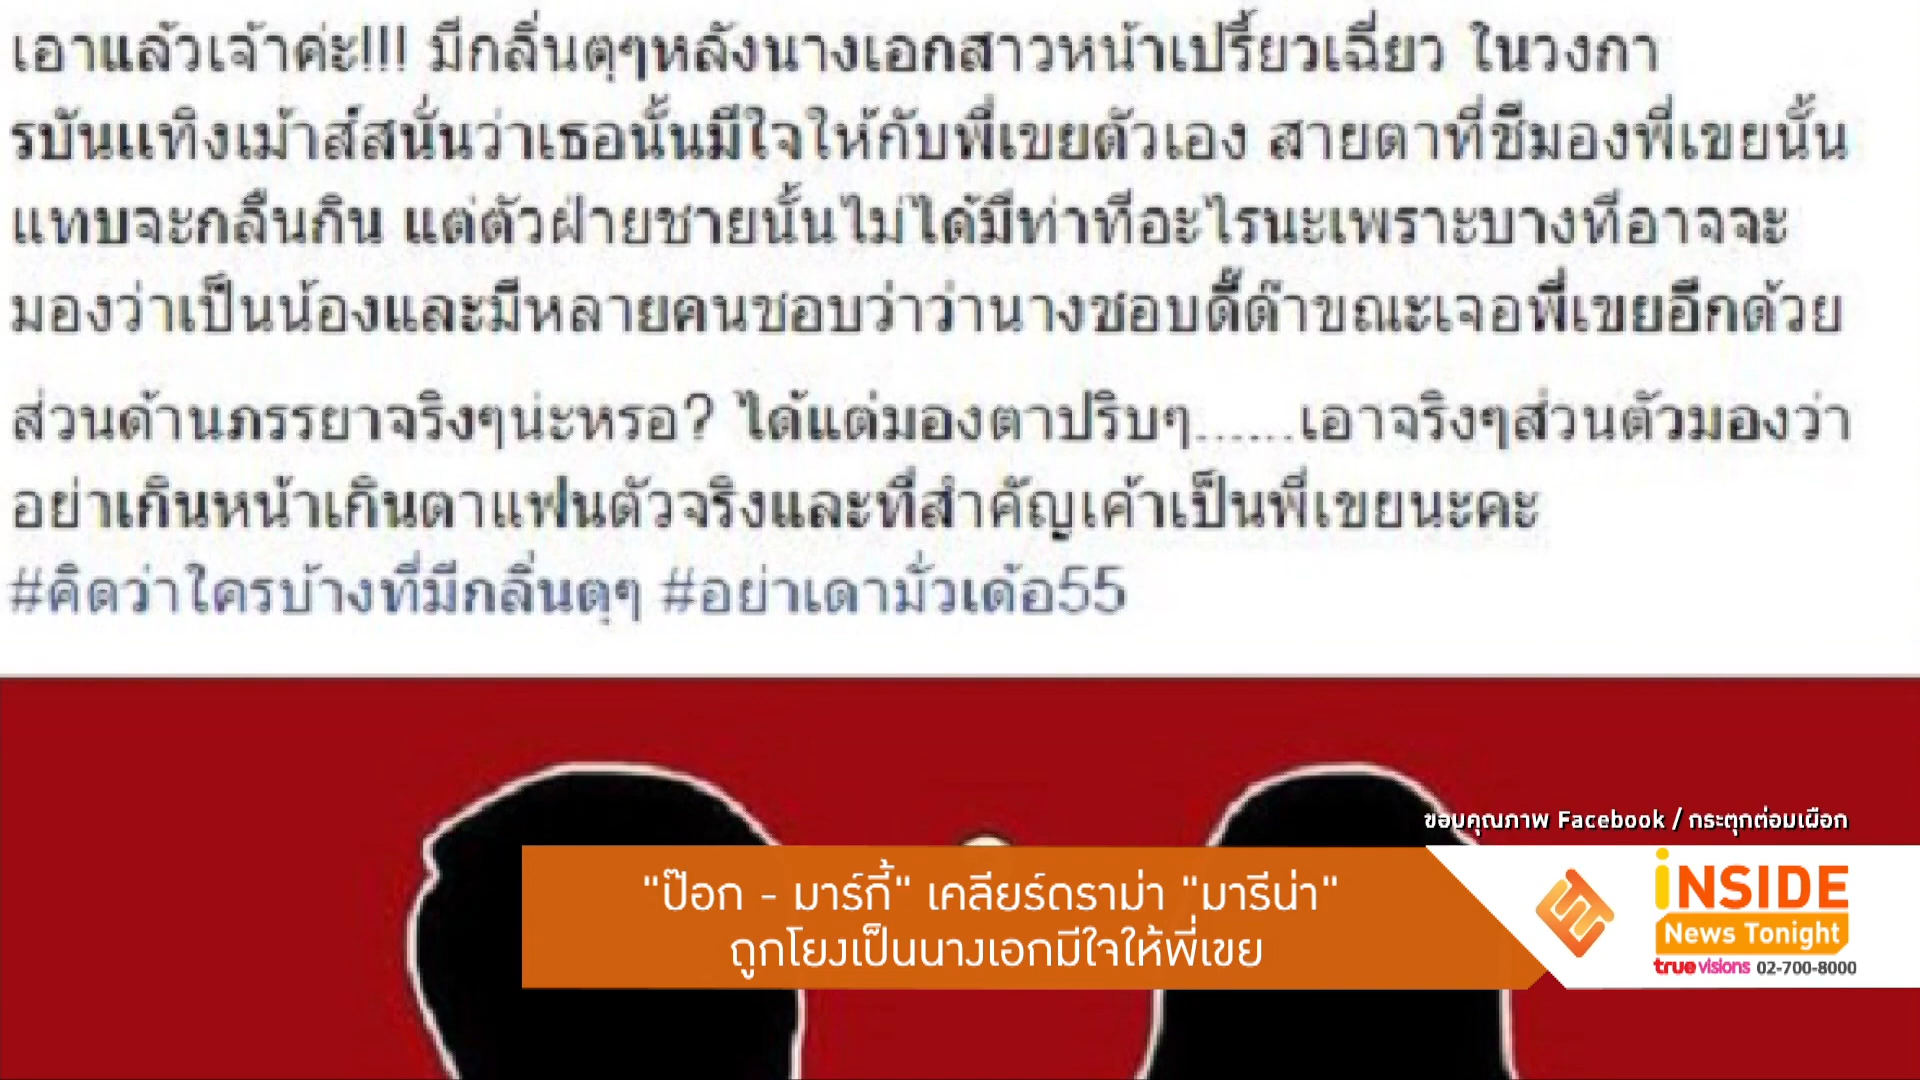 เอาแล้วเจ้าค่ะ!!! มีกลิ่นตุๆหลังนางเอกสาวหน้าเปรี้ยวเฉี่ยว ในวงกา
รบันแทิงเม้าส์สนั่นว่าเธอนั้นมีใจให้กับพี่เขยตัวเอง สายตาที่ชีมองพี่เขยนั้น
แทบจะกลืนกิน แต่ตัวฝ่ายชายนั้นไม่ได้มีท่าทีอะไรนะเพราะบางทีอาจจะ
มองว่าเป็นน้องและมีหลายคนชอบว่าว่านางชอบดี๊ด๊าขณะเจอพี่เขยอีกด้วย
ส่วนด้านภรรยาจริงๆน่ะหรอ? ได้แต่มองตาปริบๆ......เอาจริงๆส่วนตัวมองว่า
อย่าเกินหน้าเกินตาแฟนตัวจริงและที่สำคัญเค้าเป็นพี่เขยนะคะ
#คิดว่าใครบ้างที่มีกลิ่นตุๆ #อย่าเดามั่วเด้อ55
ขอบคุณภาพ Facebook / กระตุกต่อมเผือก
"ป๊อก - มาร์กี้" เคลียร์ดราม่า "มารีน่า"
ถูกโยงเป็นนางเอกมีใจให้พี่เขย
iNSIDE
News Tonight
truevisions 02-700-8000